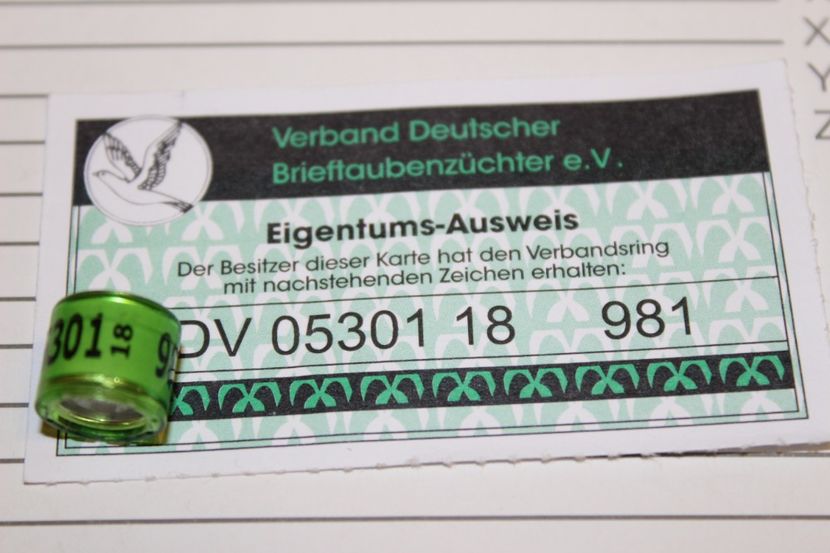 X
Y
Z
Verband Deutscher
Brieftaubenzüchter e.V.
Eigentums-Ausweis
Der Besitzer dieser Karte hat den Verbandsring
mit nachstehenden Zeichen erhalten:
DV 05301 18 981
301 18 9